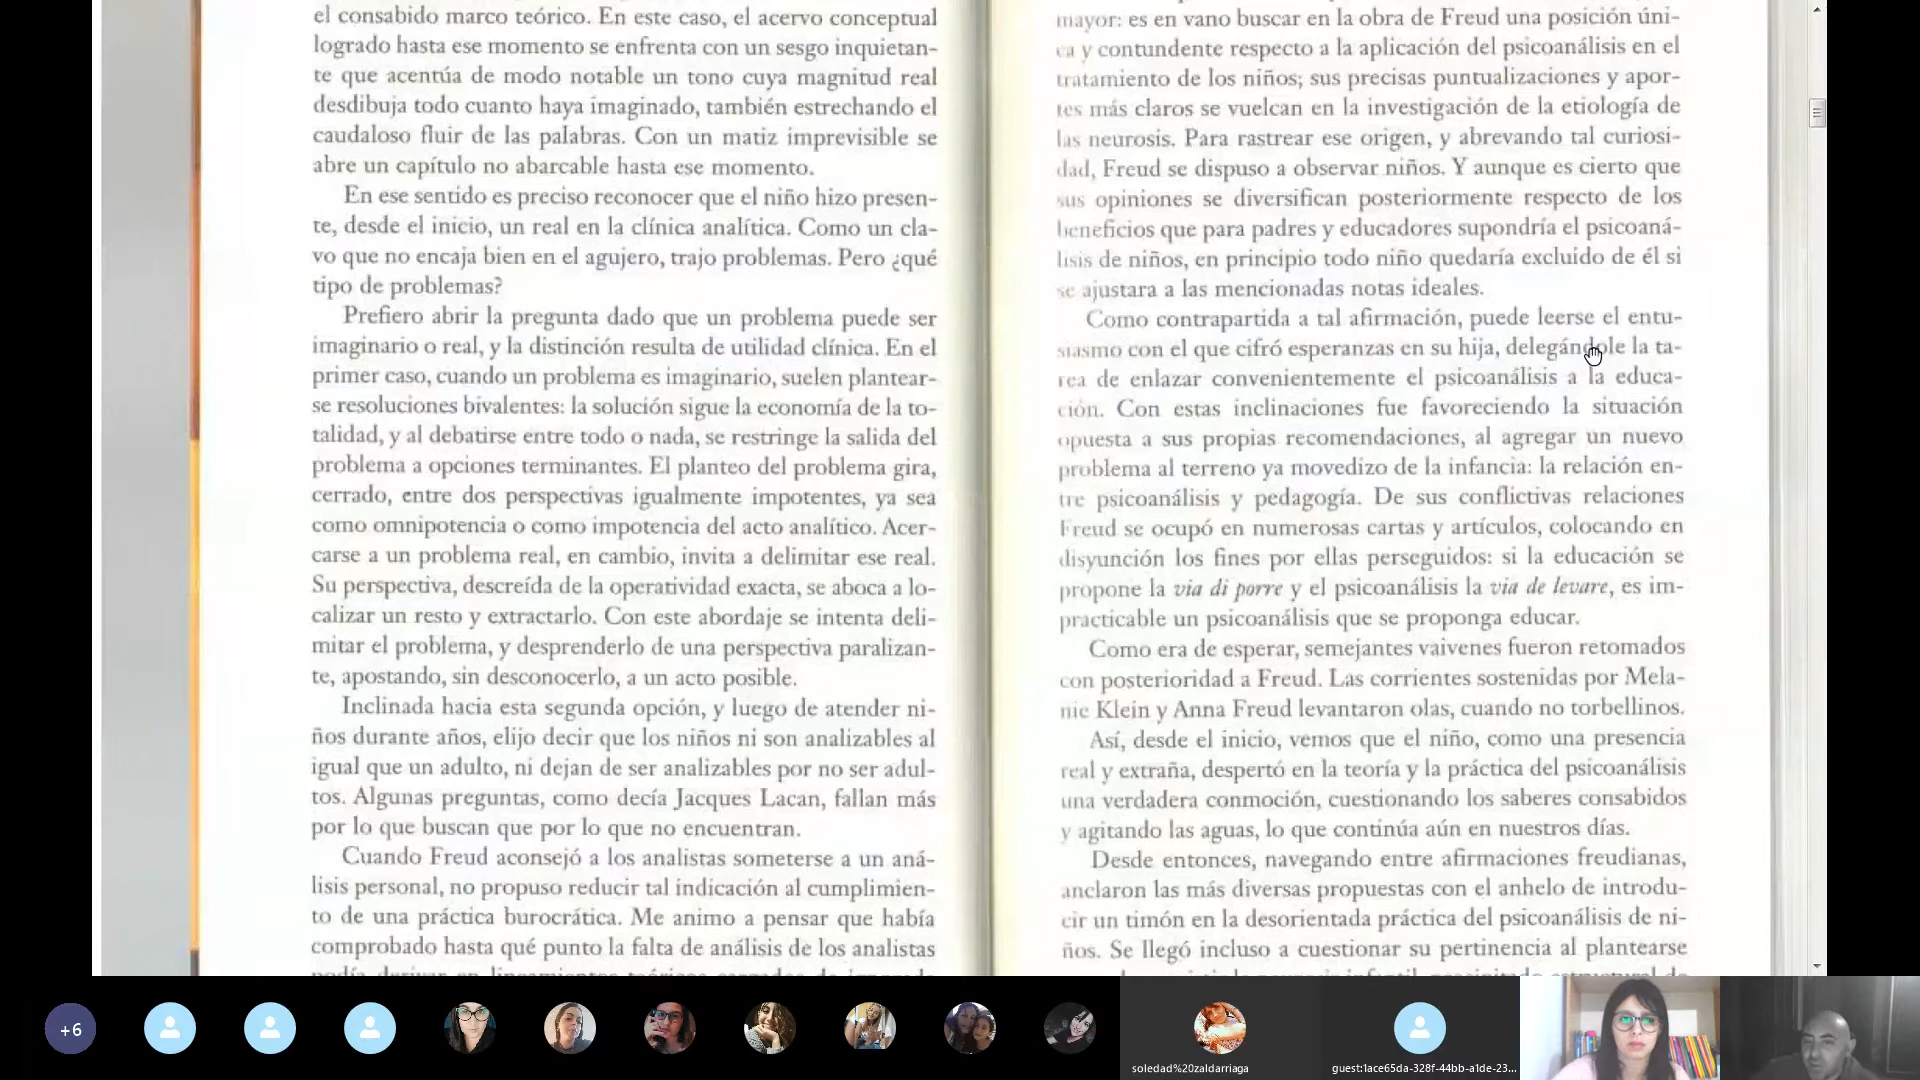 el consabido marco teórico. En este caso, el acervo conceptual
logrado hasta ese momento se enfrenta con un sesgo inquietan-
te que acentúa de modo notable un tono cuya magnitud real
desdibuja todo cuanto haya imaginado, también estrechando el
caudaloso fluir de las palabras. Con un matiz imprevisible se
abre un capítulo no abarcable hasta ese momento.
En ese sentido es preciso reconocer que el niño hizo presen-
te, desde el inicio, un real en la clínica analítica. Como un cla-
vo que no encaja bien en el agujero, trajo problemas. Pero ¿qué
tipo de problemas?
Prefiero abrir la pregunta dado que un problema puede ser
imaginario o real, y la distinción resulta de utilidad clínica. En el
primer caso, cuando un problema es imaginario, suelen plantear-
se resoluciones bivalentes: la solución sigue la economía de la to-
talidad, y al debatirse entre todo o nada, se restringe la salida del
problema a opciones terminantes. El planteo del problema gira,
cerrado, entre dos perspectivas igualmente impotentes, ya sea
como omnipotencia o como impotencia del acto analítico. Acer-
carse a un problema real, en cambio, invita a delimitar ese real.
Su perspectiva, descreída de la operatividad exacta, se aboca a lo-
calizar un resto y extractarlo. Con este abordaje se intenta deli-
mitar el problema, y desprenderlo de una perspectiva paralizan-
te, apostando, sin desconocerlo, a un acto posible.
Inclinada hacia esta segunda opción, y luego de atender ni-
ños durante años, elijo decir que los niños ni son analizables al
igual que un adulto, ni dejan de ser analizables por no ser adul-
tos. Algunas preguntas, como decía Jacques Lacan, fallan más
por lo que buscan que por lo que no encuentran.
Cuando Freud aconsejó a los analistas someterse a un aná-
lisis personal, no propuso reducir tal indicación al cumplimien-
to de una práctica burocrática. Me animo a pensar que había
comprobado hasta qué punto la falta de análisis de los analistas
mayor: es en vano buscar en la obra de Freud una posición úni-
ca y contundente respecto a la aplicación del psicoanálisis en el
tratamiento de los niños; sus precisas puntualizaciones y apor-
tes más claros se vuelcan en la investigación de la etiología de
las neurosis. Para rastrear ese origen, y abrevando tal curiosi-
dad, Freud se dispuso a observar niños. Y aunque es cierto que
sus opiniones se diversifican posteriormente respecto de los
beneficios que para padres y educadores supondría el psicoaná-
lisis de niños, en principio todo niño quedaría excluido de él si
se ajustara a las mencionadas notas ideales.
Como contrapartida a tal afirmación, puede leerse el entu-
siasmo con el que cifró esperanzas en su hija, delegándole la ta-
rea de enlazar convenientemente el psicoanálisis a la educa-
ción. Con estas inclinaciones fue favoreciendo la situación
opuesta a sus propias recomendaciones, al agregar un nuevo
problema al terreno ya movedizo de la infancia: la relación en-
tre psicoanálisis y pedagogía. De sus conflictivas relaciones
Freud se ocupó en numerosas cartas y artículos, colocando en
disyunción los fines por ellas perseguidos: si la educación se
propone la via di porre y el psicoanálisis la via de levare, es im-
practicable un psicoanálisis que se proponga educar.
Como era de esperar, semejantes vaivenes fueron retomados
con posterioridad a Freud. Las corrientes sostenidas por Mela-
nie Klein y Anna Freud levantaron olas, cuando no torbellinos.
Así, desde el inicio, vemos que el niño, como una presencia
real y extraña, despertó en la teoría y la práctica del psicoanálisis
una verdadera conmoción, cuestionando los saberes consabidos
y agitando las aguas, lo que continúa aún en nuestros días.
Desde entonces, navegando entre afirmaciones freudianas,
anclaron las más diversas propuestas con el anhelo de introdu-
cir un timón en la desorientada práctica del psicoanálisis de ni-
ños. Se llegó incluso a cuestionar su pertinencia al plantearse
+6
soledad%20zaldarriaga
guest:1ace65da-328f-44bb-a1de-23...